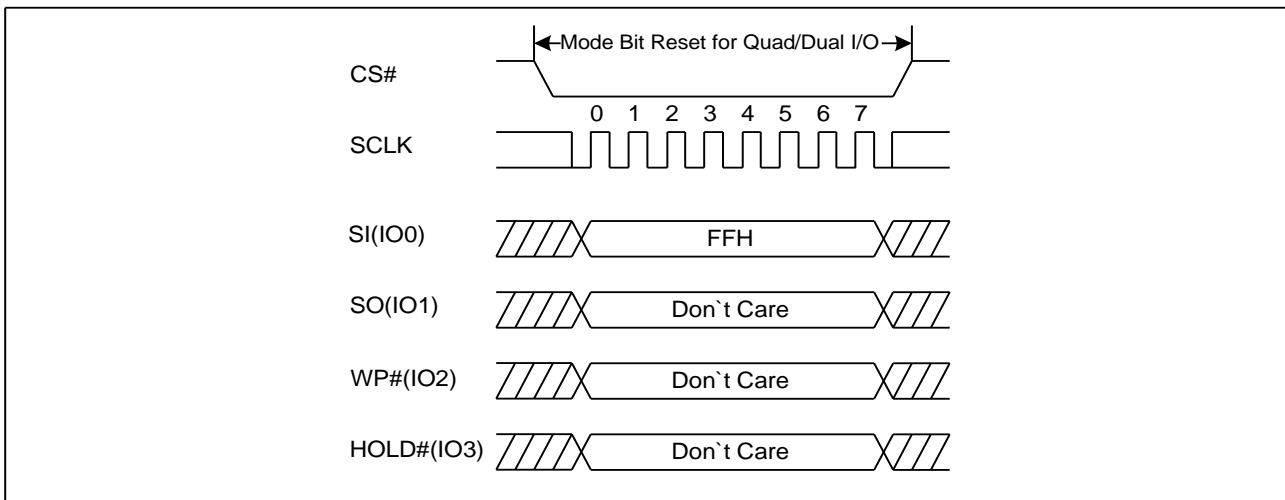 Mode Bit Reset for Quad/Dual I/O
CS#
0 1 2 3 4 5 6 7
SCLK
SI(IO0) FFH
SO(IO1) Don`t Care
WP#(IO2) Don`t Care
HOLD#(IO3) Don`t Care